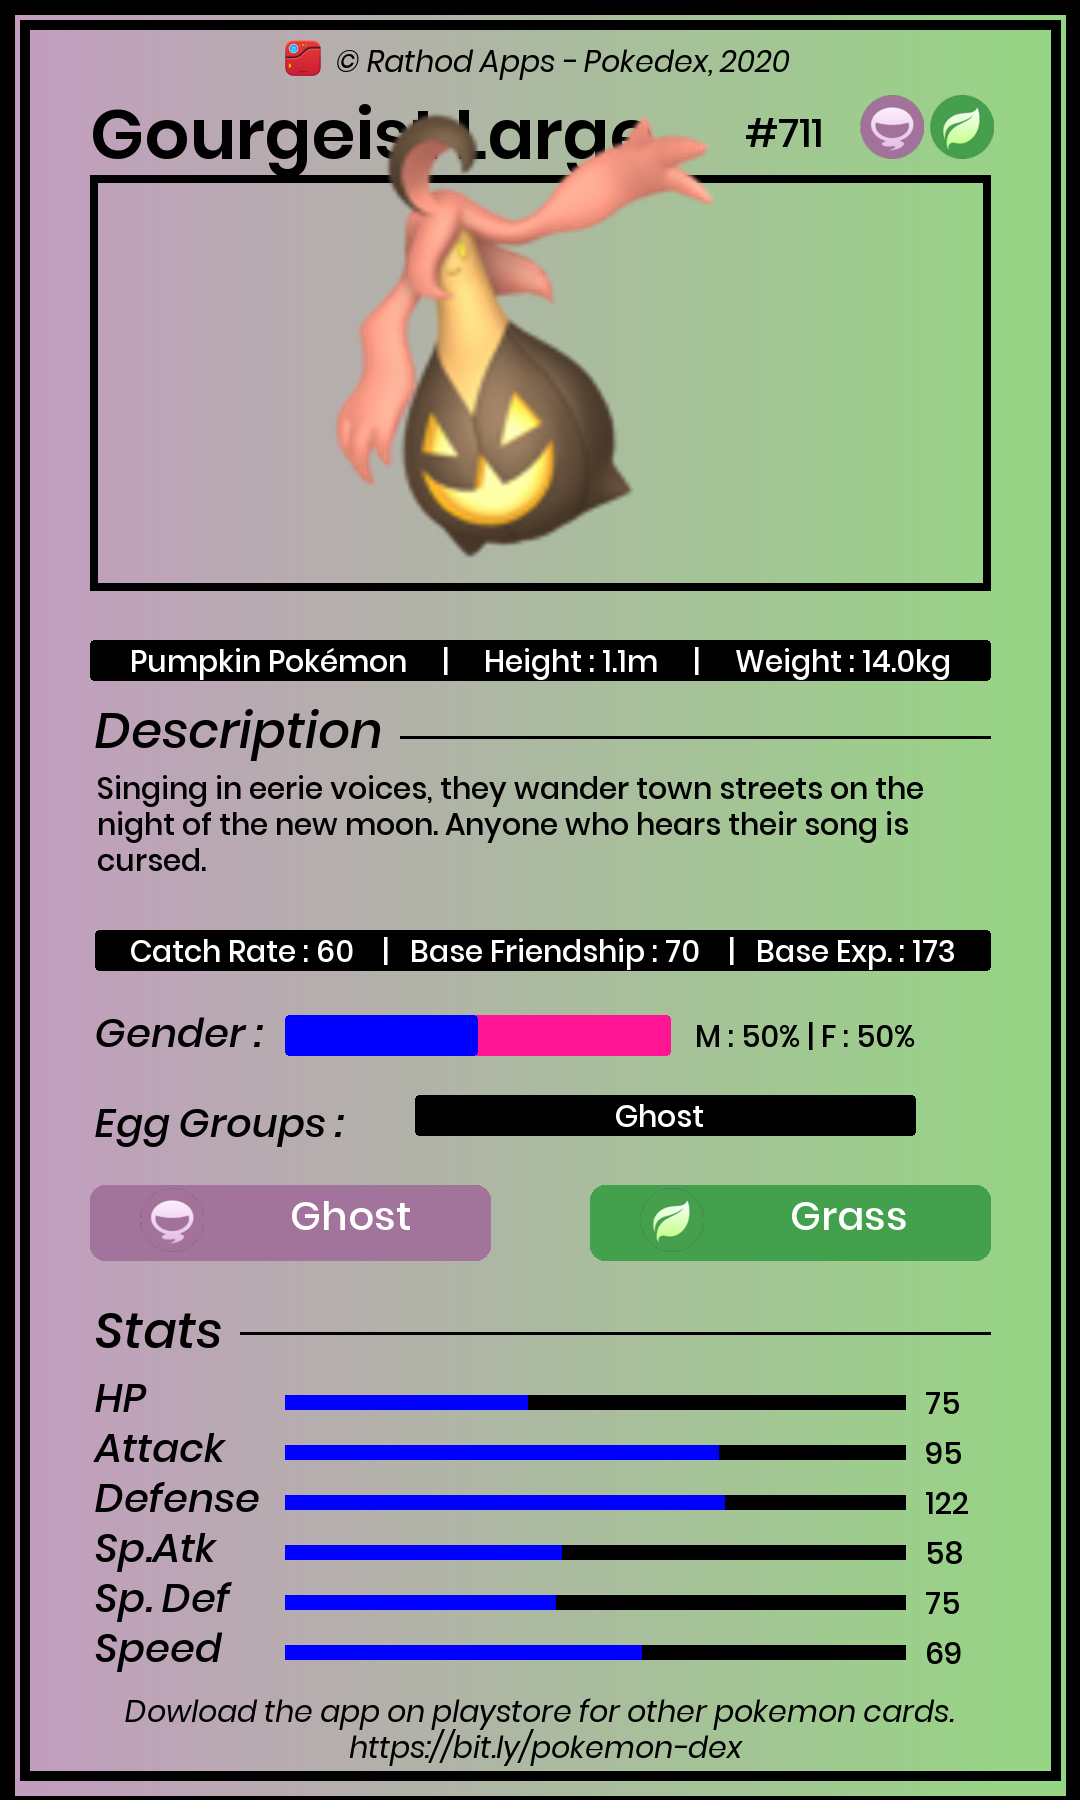 © Rathod Apps - Pokedex, 2020
Gourgeist Large #711
Pumpkin Pokémon | Height : 1.1m | Weight : 14.0kg
Description
Singing in eerie voices, they wander town streets on the
night of the new moon. Anyone who hears their song is
cursed.
Catch Rate : 60 | Base Friendship : 70 | Base Exp. : 173
Gender : M : 50% | F : 50%
Egg Groups : Ghost
Ghost Grass
Stats
HP 75
Attack 95
Defense 122
Sp.Atk 58
Sp. Def 75
Speed 69
Dowload the app on playstore for other pokemon cards.
https://bit.ly/pokemon-dex